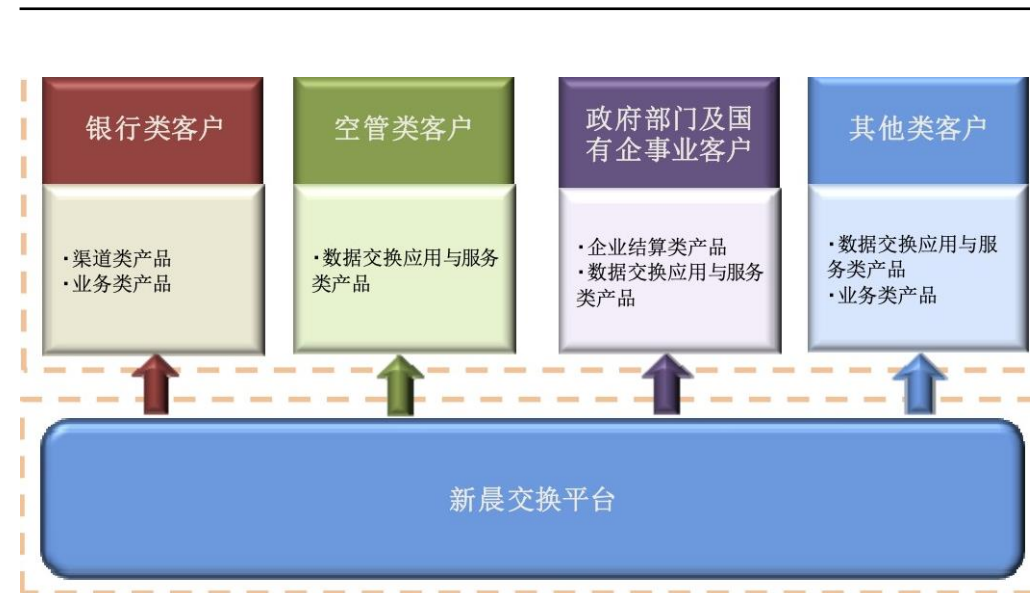 银行类客户
·渠道类产品
·业务类产品
空管类客户
·数据交换应用与服务
类产品
政府部门及国
有企事业客户
·企业结算类产品
·数据交换应用与服务
类产品
其他类客户
·数据交换应用与服
务类产品
·业务类产品
新晨交换平台